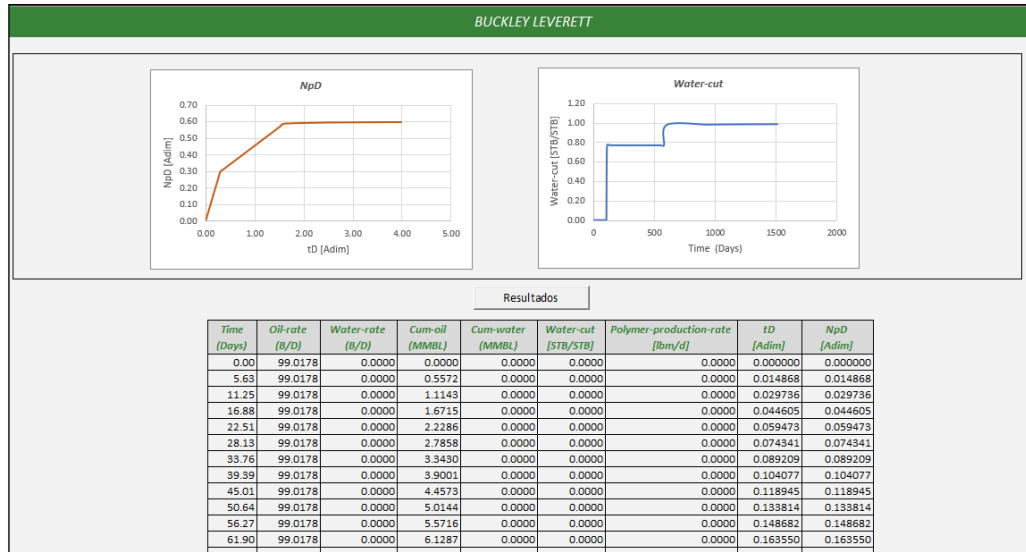 BUCKLEY LEVERETT
NpD
0.70
0.60
0.50
0.40
0.30
0.20
0.10
0.00
NpD [Adim]
0.00 1.00 2.00 3.00 4.00 5.00
tD [Adim]
Water-cut
1.20
1.00
0.80
0.60
0.40
0.20
0.00
Water-cut [STB/STB]
0 500 1000 1500 2000
Time (Days)
Resultados
Time Oil-rate Water-rate Cum-oil Cum-water Water-cut Polymer-production-rate tD NpD
(Days) (B/D) (B/D) (MMBL) (MMBL) [STB/STB] [lbm/d] [Adim] [Adim]
0.00 99.0178 0.0000 0.0000 0.0000 0.0000 0.0000 0.000000 0.000000
5.63 99.0178 0.0000 0.5572 0.0000 0.0000 0.0000 0.014868 0.014868
11.25 99.0178 0.0000 1.1143 0.0000 0.0000 0.0000 0.029736 0.029736
16.88 99.0178 0.0000 1.6715 0.0000 0.0000 0.0000 0.044605 0.044605
22.51 99.0178 0.0000 2.2286 0.0000 0.0000 0.0000 0.059473 0.059473
28.13 99.0178 0.0000 2.7858 0.0000 0.0000 0.0000 0.074341 0.074341
33.76 99.0178 0.0000 3.3430 0.0000 0.0000 0.0000 0.089209 0.089209
39.39 99.0178 0.0000 3.9001 0.0000 0.0000 0.0000 0.104077 0.104077
45.01 99.0178 0.0000 4.4573 0.0000 0.0000 0.0000 0.118945 0.118945
50.64 99.0178 0.0000 5.0144 0.0000 0.0000 0.0000 0.133814 0.133814
56.27 99.0178 0.0000 5.5716 0.0000 0.0000 0.0000 0.148682 0.148682
61.90 99.0178 0.0000 6.1287 0.0000 0.0000 0.0000 0.163550 0.163550